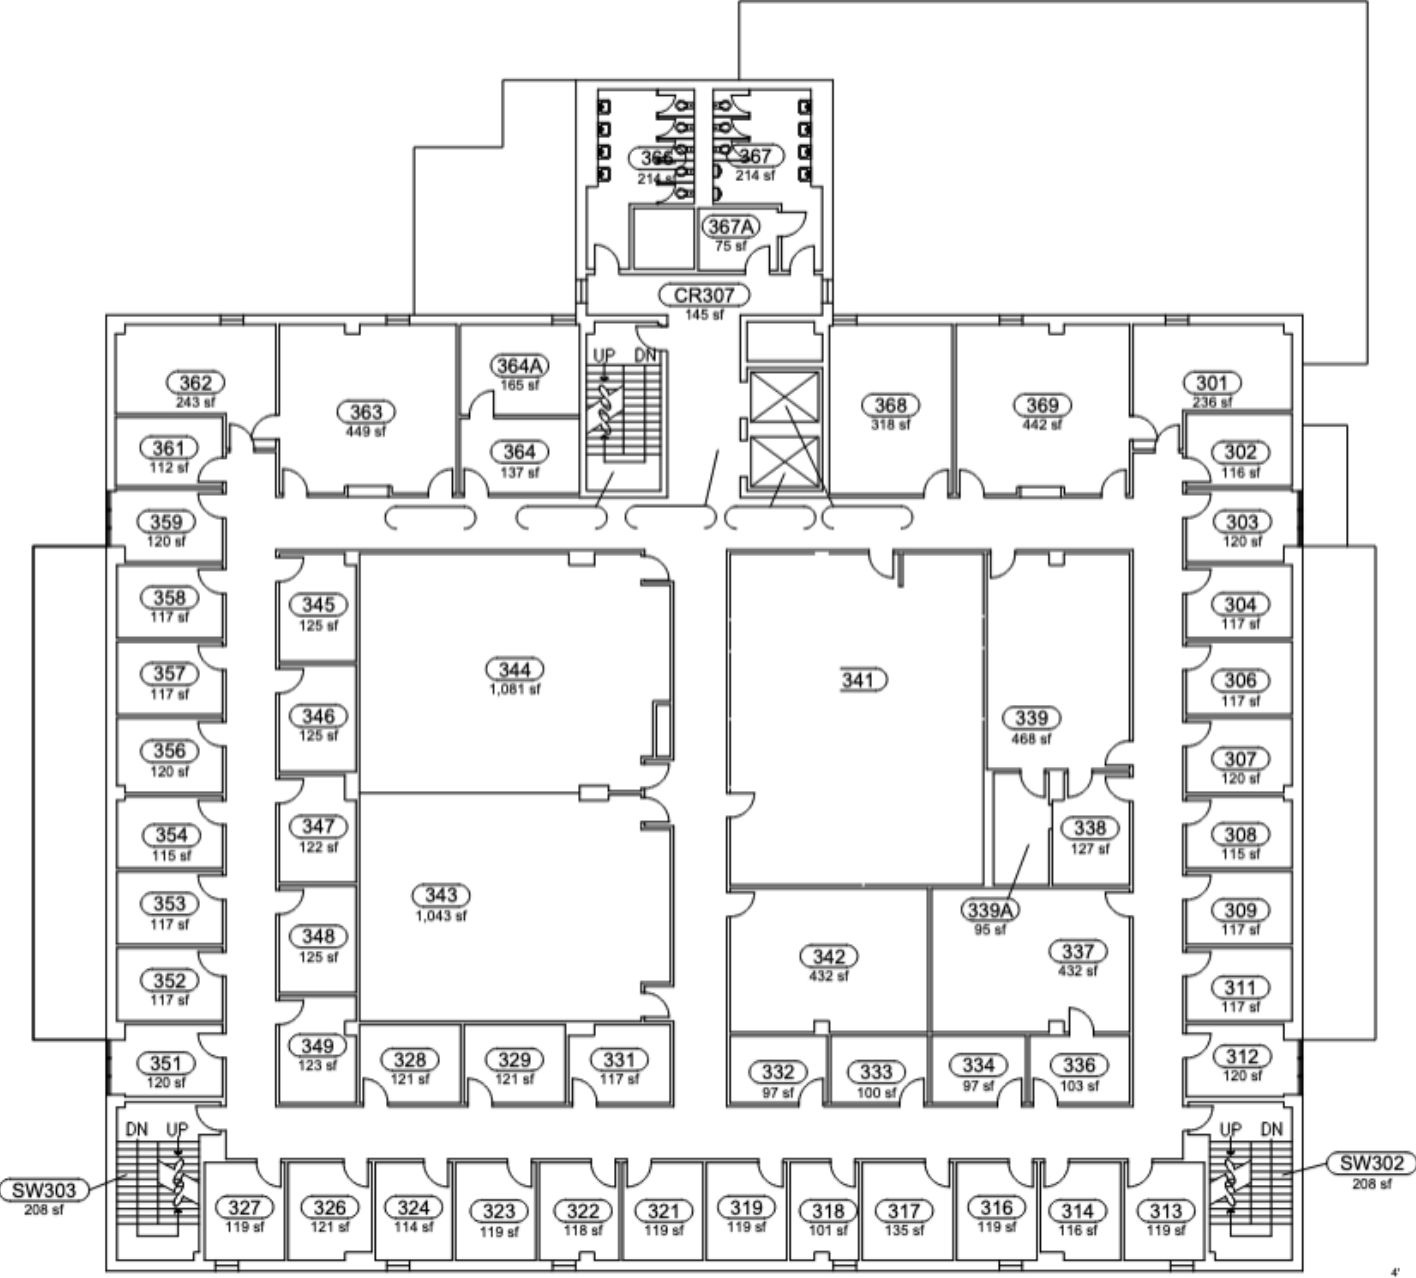 366
214 sf
367
214 sf
367A
75 sf
CR307
145 sf
UP
DN
362
243 sf
363
449 sf
364A
165 sf
368
318 sf
369
442 sf
301
236 sf
361
112 sf
364
137 sf
302
116 sf
359
120 sf
303
120 sf
358
117 sf
345
125 sf
304
117 sf
357
117 sf
344
1,081 sf
341
306
117 sf
346
125 sf
339
468 sf
356
120 sf
307
120 sf
354
115 sf
347
122 sf
338
127 sf
308
115 sf
353
117 sf
343
1,043 sf
339A
95 sf
309
117 sf
348
125 sf
342
432 sf
337
432 sf
352
117 sf
311
117 sf
351
120 sf
349
123 sf
328
121 sf
329
121 sf
331
117 sf
332
97 sf
333
100 sf
334
97 sf
336
103 sf
312
120 sf
DN
UP
UP
DN
SW303
208 sf
SW302
208 sf
327
119 sf
326
121 sf
324
114 sf
323
119 sf
322
118 sf
321
119 sf
319
119 sf
318
101 sf
317
135 sf
316
119 sf
314
116 sf
313
119 sf
4'